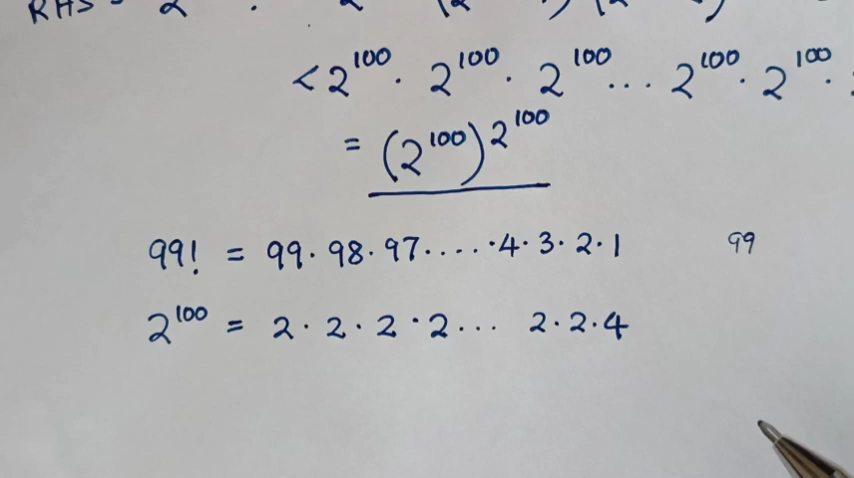 RHS
< 2^100 · 2^100 · 2^100 ... 2^100 · 2^100 ·
= (2^100)^2^100
99! = 99 · 98 · 97 ..... · 4 · 3 · 2 · 1 99
2^100 = 2 · 2 · 2 · 2 ... 2 · 2 · 4